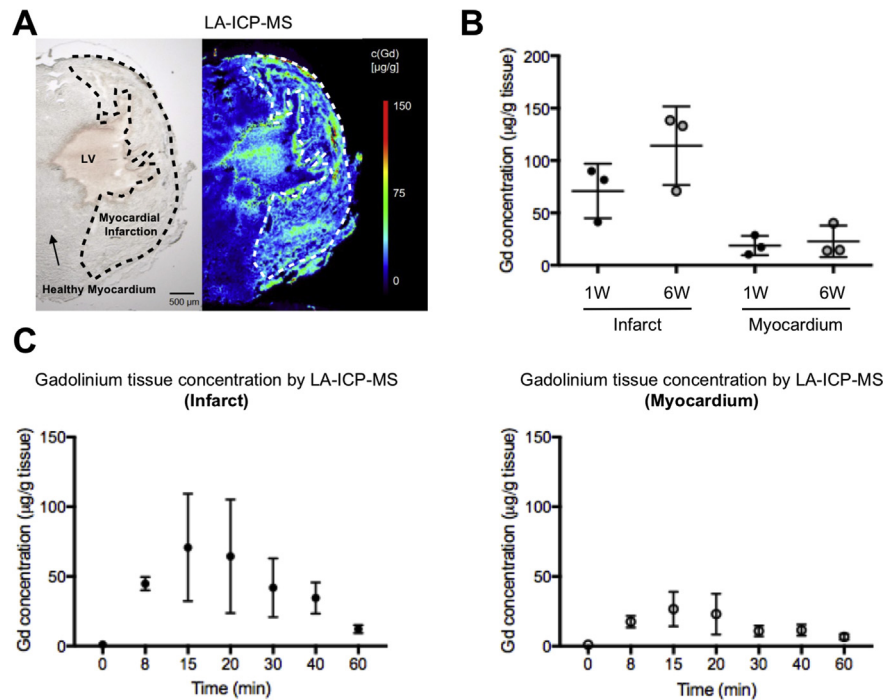 A
LA-ICP-MS
LV
Myocardial
Infarction
Healthy Myocardium
500 µm
c(Gd)
[µg/g]
150
75
0
B
Gd concentration (µg/g tissue)
200
150
100
50
0
1W 6W 1W 6W
Infarct Myocardium
C
Gadolinium tissue concentration by LA-ICP-MS
(Infarct)
Gd concentration (µg/g tissue)
150
100
50
0
0 8 15 20 30 40 60
Time (min)
Gadolinium tissue concentration by LA-ICP-MS
(Myocardium)
Gd concentration (µg/g tissue)
150
100
50
0
0 8 15 20 30 40 60
Time (min)